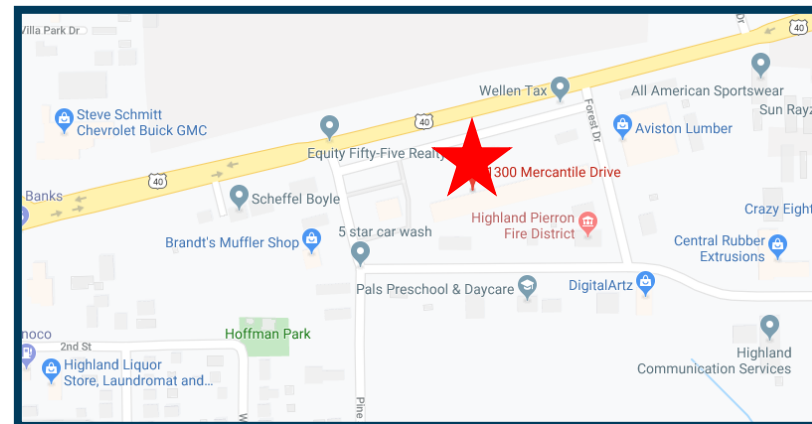 Villa Park Dr
Dr
40
Wellen Tax
All American Sportswear
Sun Rayz
Steve Schmitt
Chevrolet Buick GMC
40
Forest Dr
Aviston Lumber
Equity Fifty-Five Realty
1300 Mercantile Drive
40
Banks
Scheffel Boyle
Highland Pierron
Fire District
Crazy Eight
5 star car wash
Brandt's Muffler Shop
Central Rubber
Extrusions
Pals Preschool & Daycare
DigitalArtz
Hoffman Park
noco
2nd St
Highland
Communication Services
Highland Liquor
Store, Laundromat and...
Pine
W